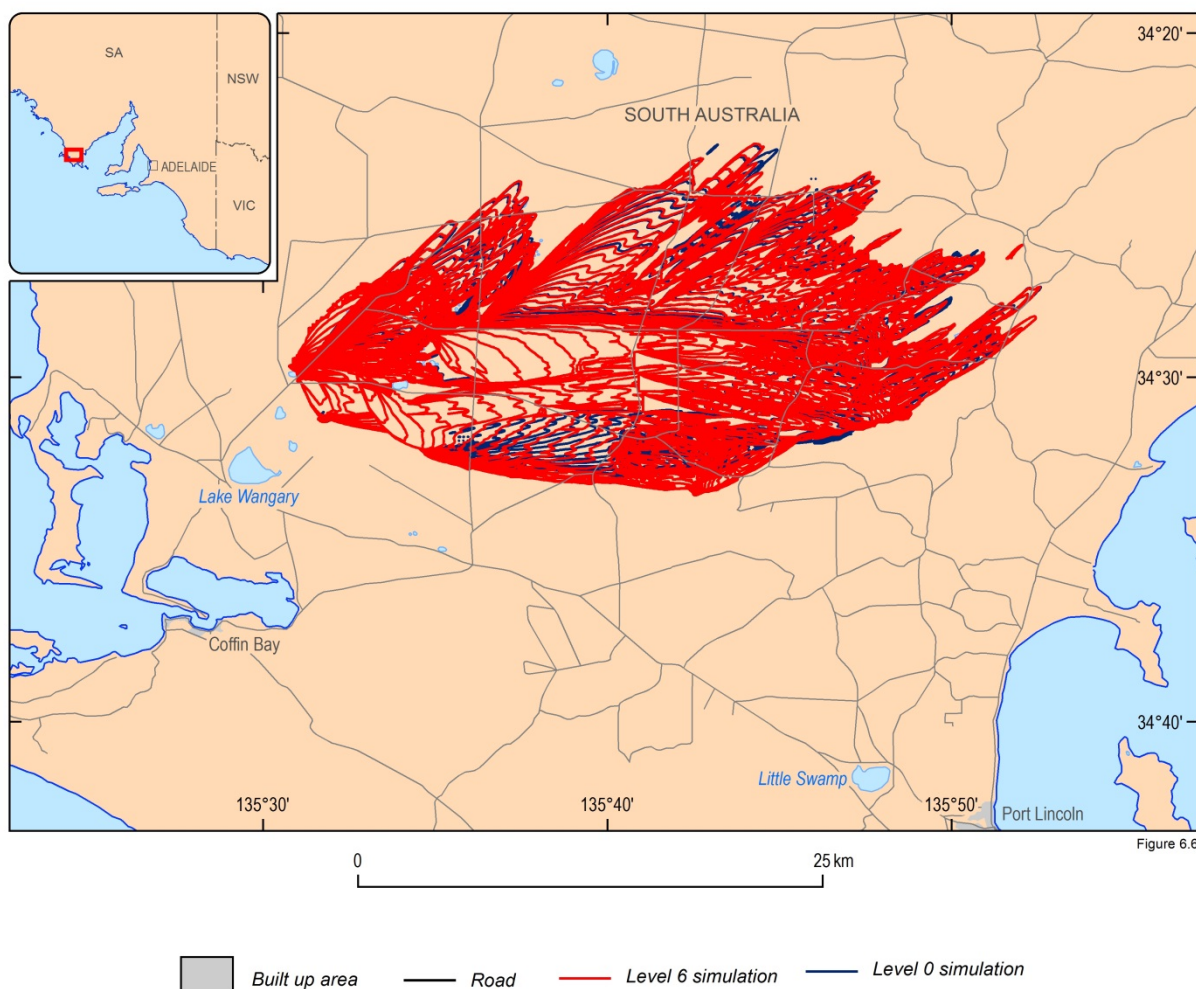 SA
NSW
ADELAIDE
VIC
34°20'
SOUTH AUSTRALIA
34°30'
Lake Wangary
Coffin Bay
34°40'
Little Swamp
135°30'
135°40'
135°50'
Port Lincoln
Figure 6.6
0
25 km
Built up area
Road
Level 6 simulation
Level 0 simulation